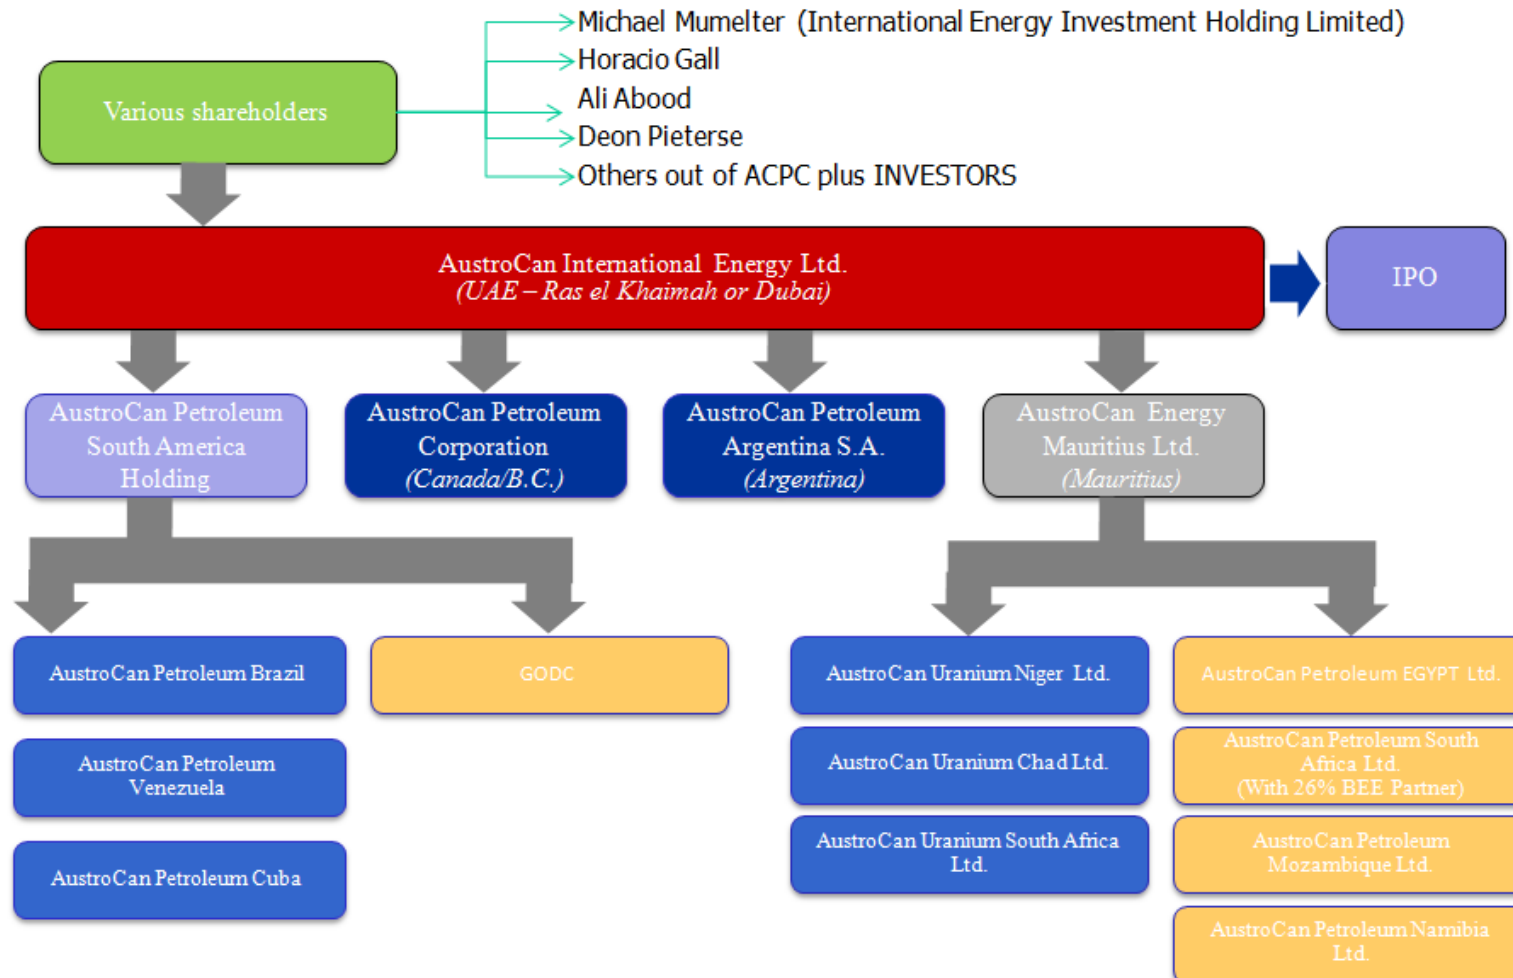 Michael Mumelter (International Energy Investment Holding Limited)
Horacio Gall
Various shareholders
Ali Abood
Deon Pieterse
Others out of ACPC plus INVESTORS
AustroCan International Energy Ltd.
(UAE – Ras el Khaimah or Dubai)
IPO
AustroCan Petroleum
South America
Holding
AustroCan Petroleum
Corporation
(Canada/B.C.)
AustroCan Petroleum
Argentina S.A.
(Argentina)
AustroCan Energy
Mauritius Ltd.
(Mauritius)
AustroCan Petroleum Brazil
GODC
AustroCan Uranium Niger Ltd.
AustroCan Petroleum EGYPT Ltd.
AustroCan Petroleum
Venezuela
AustroCan Uranium Chad Ltd.
AustroCan Petroleum South
Africa Ltd.
(With 26% BEE Partner)
AustroCan Petroleum Cuba
AustroCan Uranium South Africa
Ltd.
AustroCan Petroleum
Mozambique Ltd.
AustroCan Petroleum Namibia
Ltd.